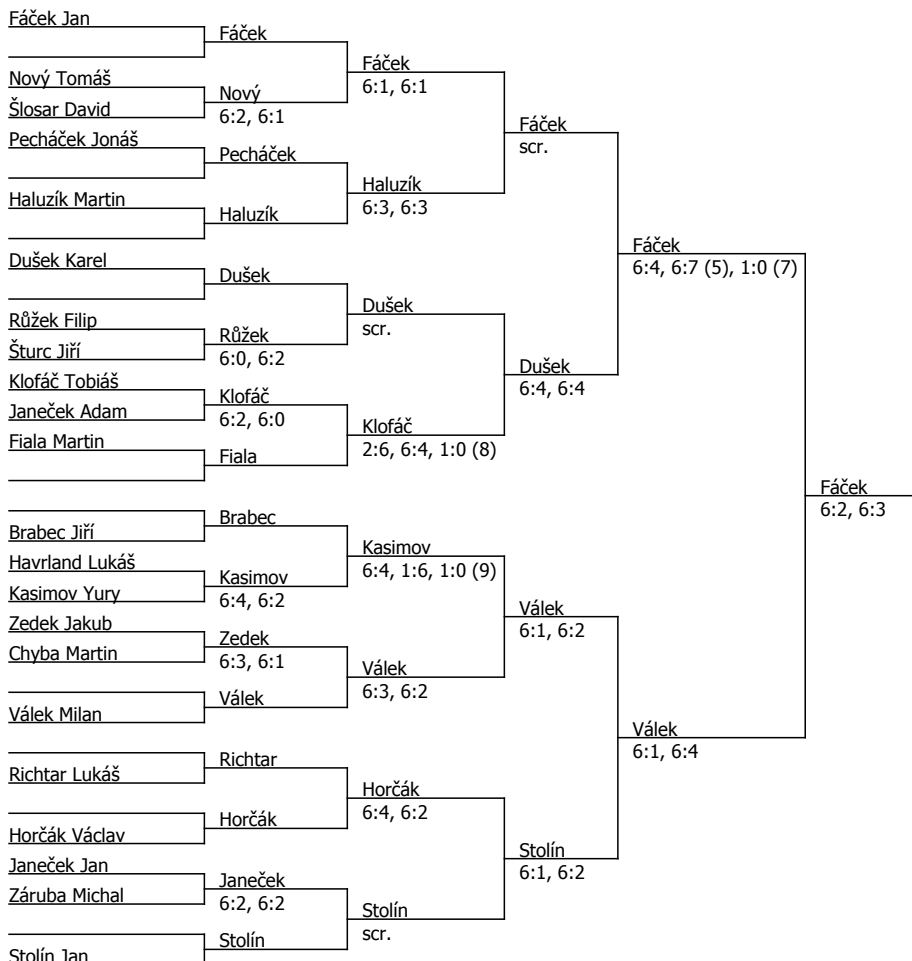 Fáček Jan
Fáček
Fáček
6:1, 6:1
Nový Tomáš
Nový
6:2, 6:1
Šlosar David
Fáček
scr.
Pecháček Jonáš
Pecháček
Haluzík
6:3, 6:3
Haluzík Martin
Haluzík
Fáček
6:4, 6:7 (5), 1:0 (7)
Dušek Karel
Dušek
Dušek
scr.
Růžek Filip
Růžek
6:0, 6:2
Šturc Jiří
Dušek
6:4, 6:4
Klofáč Tobiáš
Klofáč
6:2, 6:0
Janeček Adam
Klofáč
2:6, 6:4, 1:0 (8)
Fiala Martin
Fiala
Fáček
6:2, 6:3
Brabec
Brabec Jiří
Kasimov
6:4, 1:6, 1:0 (9)
Havrland Lukáš
Kasimov
6:4, 6:2
Kasimov Yury
Válek
6:1, 6:2
Zedek Jakub
Zedek
6:3, 6:1
Chyba Martin
Válek
6:3, 6:2
Válek
Válek Milan
Válek
6:1, 6:4
Richtar
Richtar Lukáš
Horčák
6:4, 6:2
Horčák
Horčák Václav
Stolín
6:1, 6:2
Janeček Jan
Janeček
6:2, 6:2
Záruba Michal
Stolín
scr.
Stolín
Stolín Jan